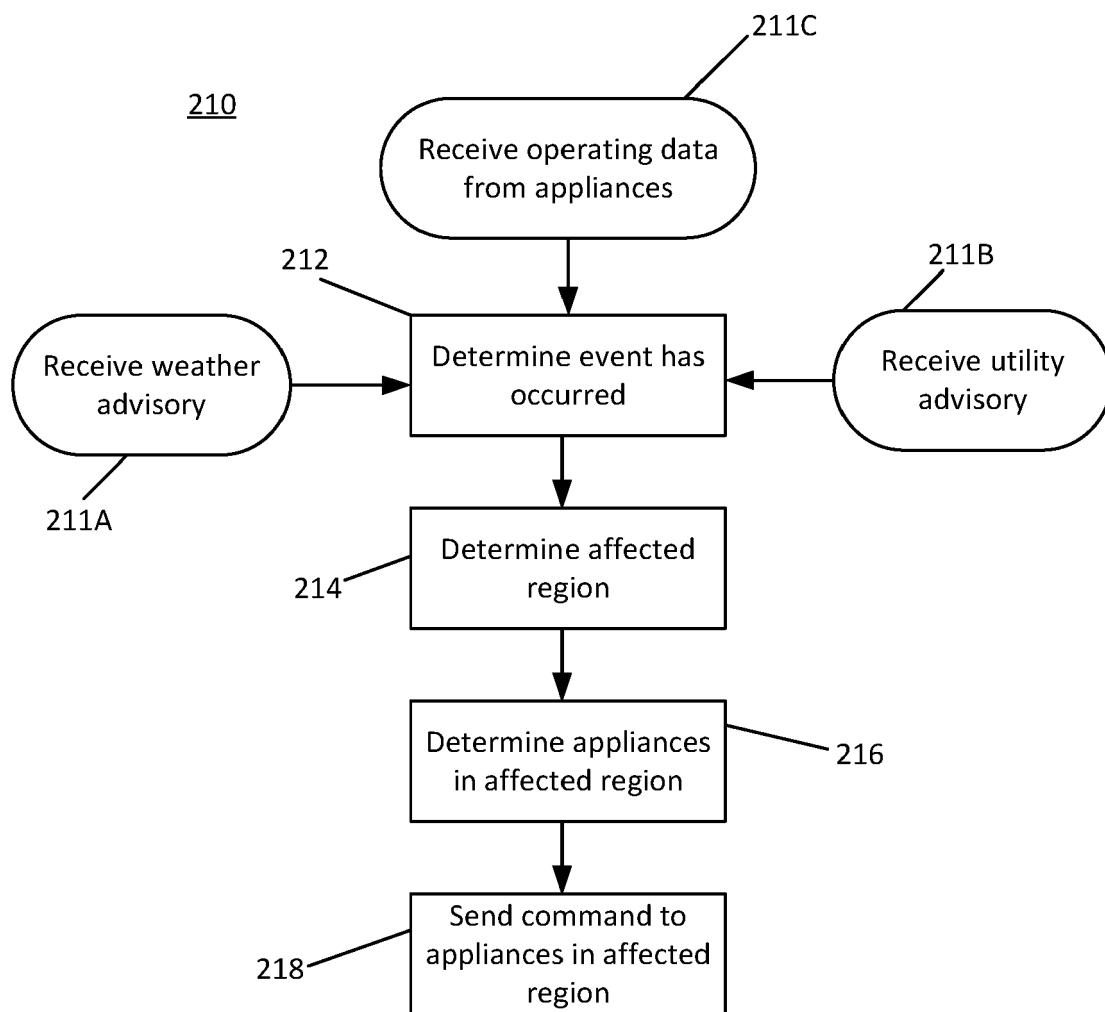 211C
210
Receive operating data
from appliances
212
211B
Receive weather
advisory
Determine event has
occurred
Receive utility
advisory
211A
Determine affected
region
214
Determine appliances
in affected region
216
Send command to
appliances in affected
region
218